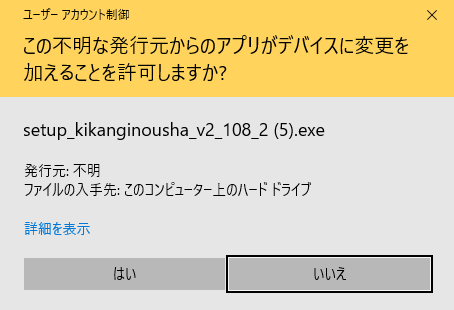 ユーザー アカウント制御
この不明な発行元からのアプリがデバイスに変更を
加えることを許可しますか?
setup_kikanginousha_v2_108_2 (5).exe
発行元: 不明
ファイルの入手先: このコンピューター上のハード ドライブ
詳細を表示
はい
いいえ